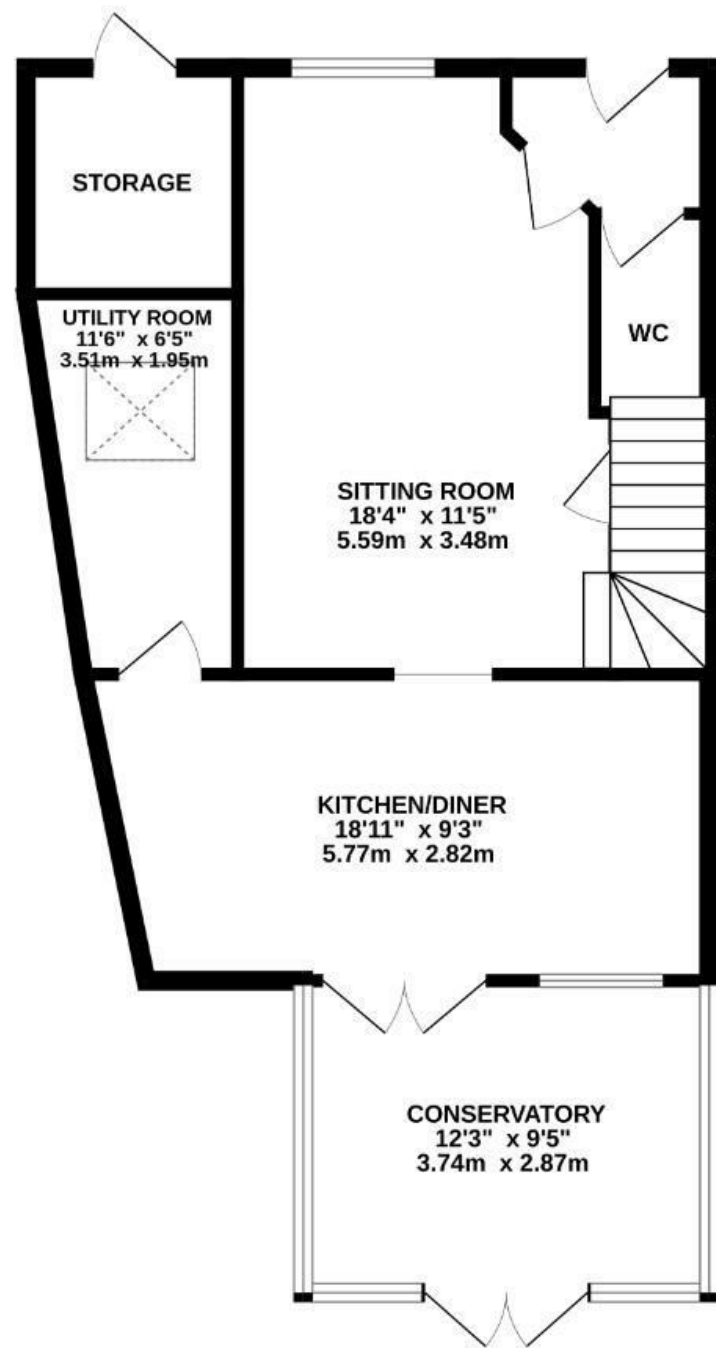 STORAGE
UTILITY ROOM
11'6" x 6'5"
3.51m x 1.95m
WC
SITTING ROOM
18'4" x 11'5"
5.59m x 3.48m
KITCHEN/DINER
18'11" x 9'3"
5.77m x 2.82m
CONSERVATORY
12'3" x 9'5"
3.74m x 2.87m